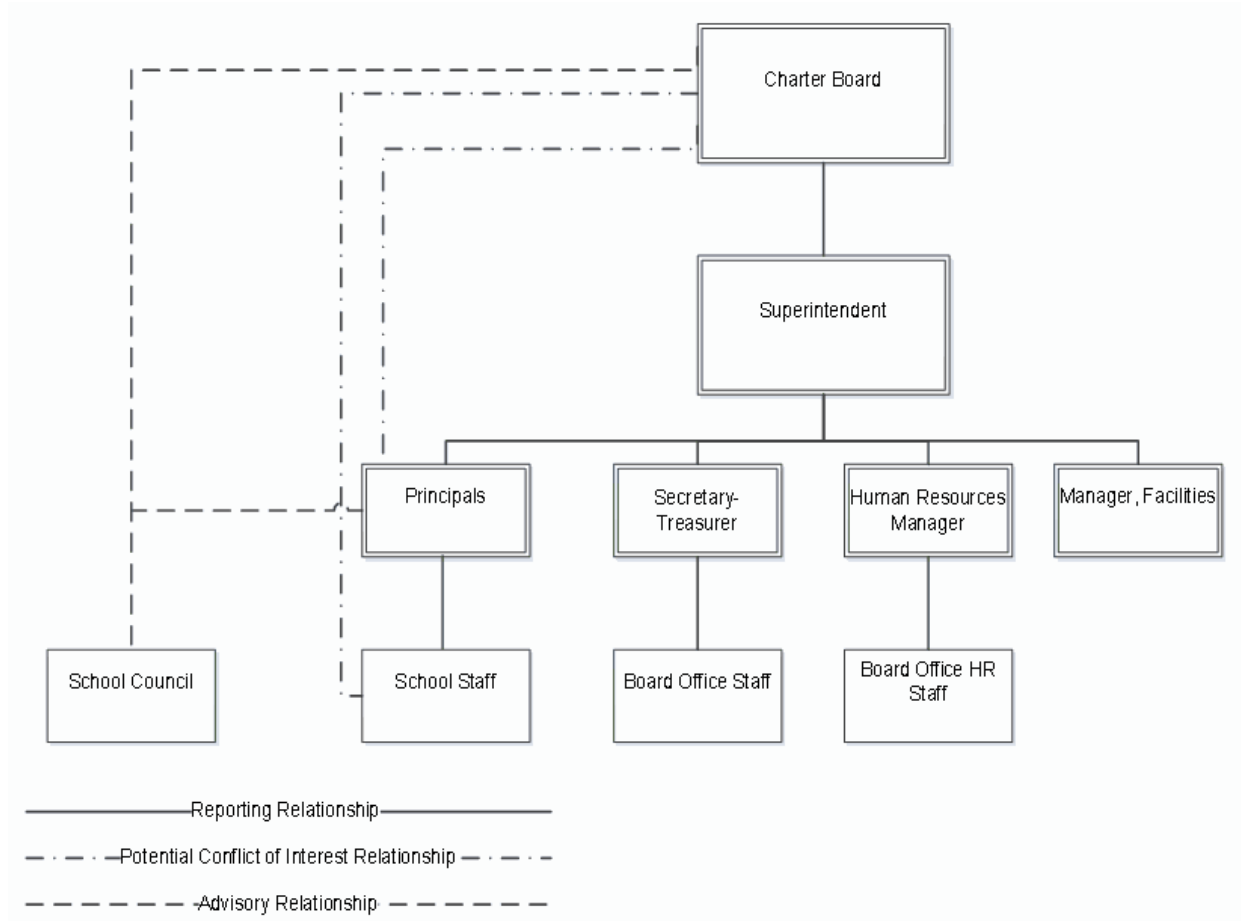 Charter Board
Superintendent
Principals
Secretary-
Treasurer
Human Resources
Manager
Manager, Facilities
School Council
School Staff
Board Office Staff
Board Office HR
Staff
Reporting Relationship
Potential Conflict of Interest Relationship
Advisory Relationship